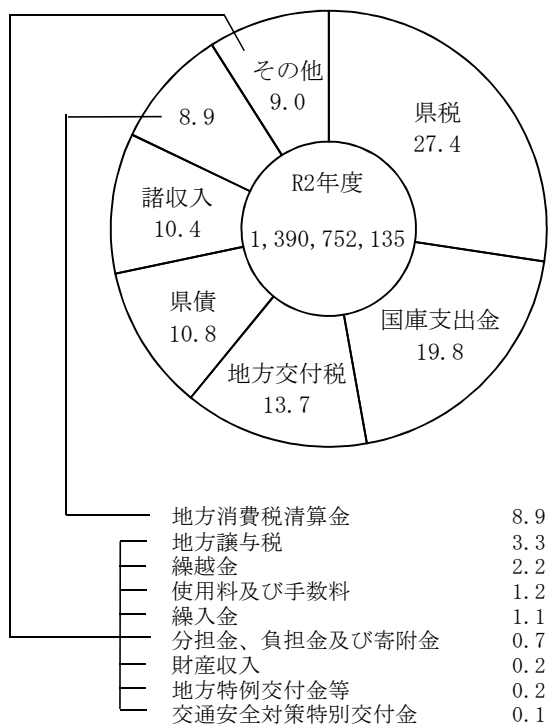 その他
9.0
県税
27.4
8.9
R2年度
1,390,752,135
諸収入
10.4
県債
10.8
国庫支出金
19.8
地方交付税
13.7
地方消費税清算金 8.9
地方譲与税 3.3
繰越金 2.2
使用料及び手数料 1.2
繰入金 1.1
分担金、負担金及び寄附金 0.7
財産収入 0.2
地方特例交付金等 0.2
交通安全対策特別交付金 0.1